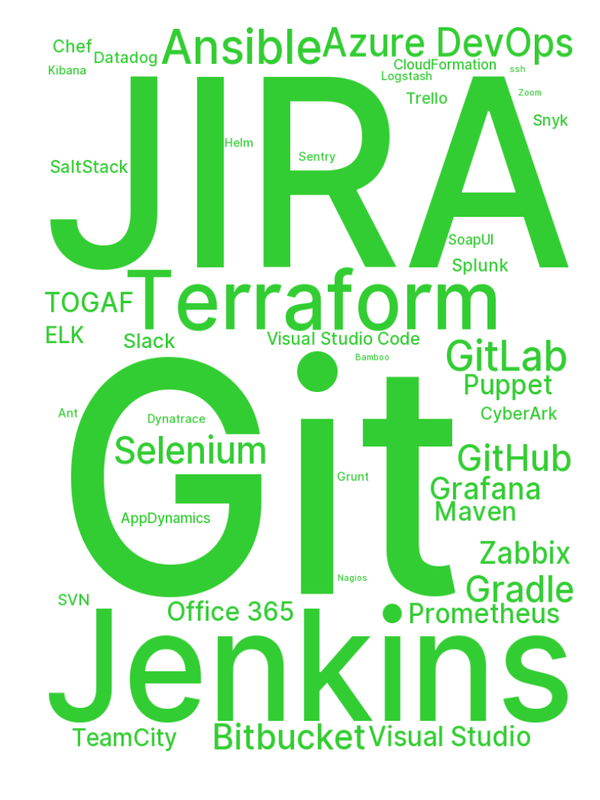 Chef
Datadog
Ansible
Azure DevOps
Kibana
CloudFormation
ssh
Logstash
Zoom
Trello
Snyk
JIRA
Helm
Sentry
SaltStack
SoapUI
Splunk
TOGAF
Terraform
ELK
Slack
Visual Studio Code
Bamboo
GitLab
Puppet
Git
Ant
Dynatrace
CyberArk
Selenium
GitHub
Grunt
Grafana
Maven
AppDynamics
Zabbix
Nagios
Gradle
SVN
Office 365
Prometheus
Jenkins
TeamCity
Bitbucket
Visual Studio